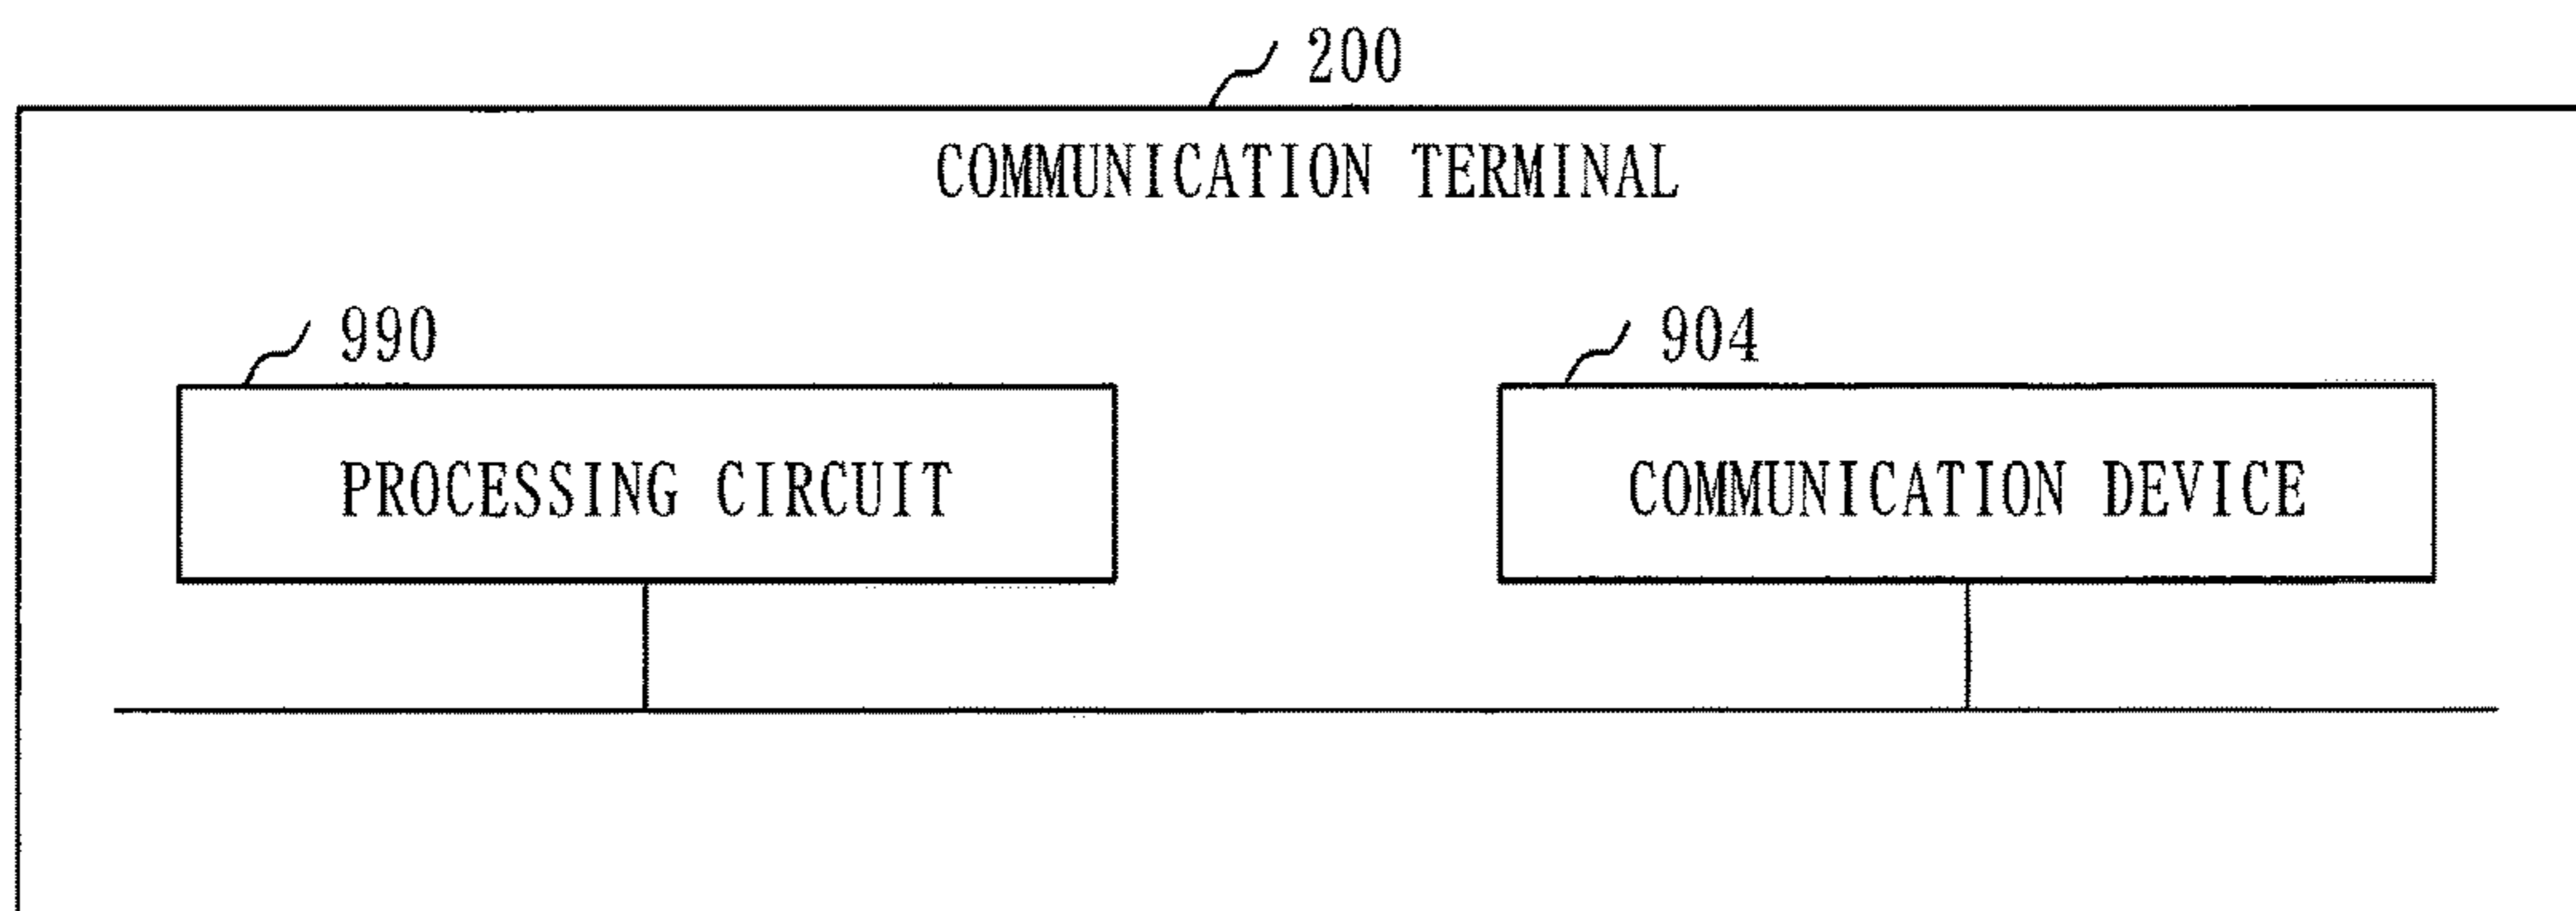 200
COMMUNICATION TERMINAL
990
904
PROCESSING CIRCUIT
COMMUNICATION DEVICE